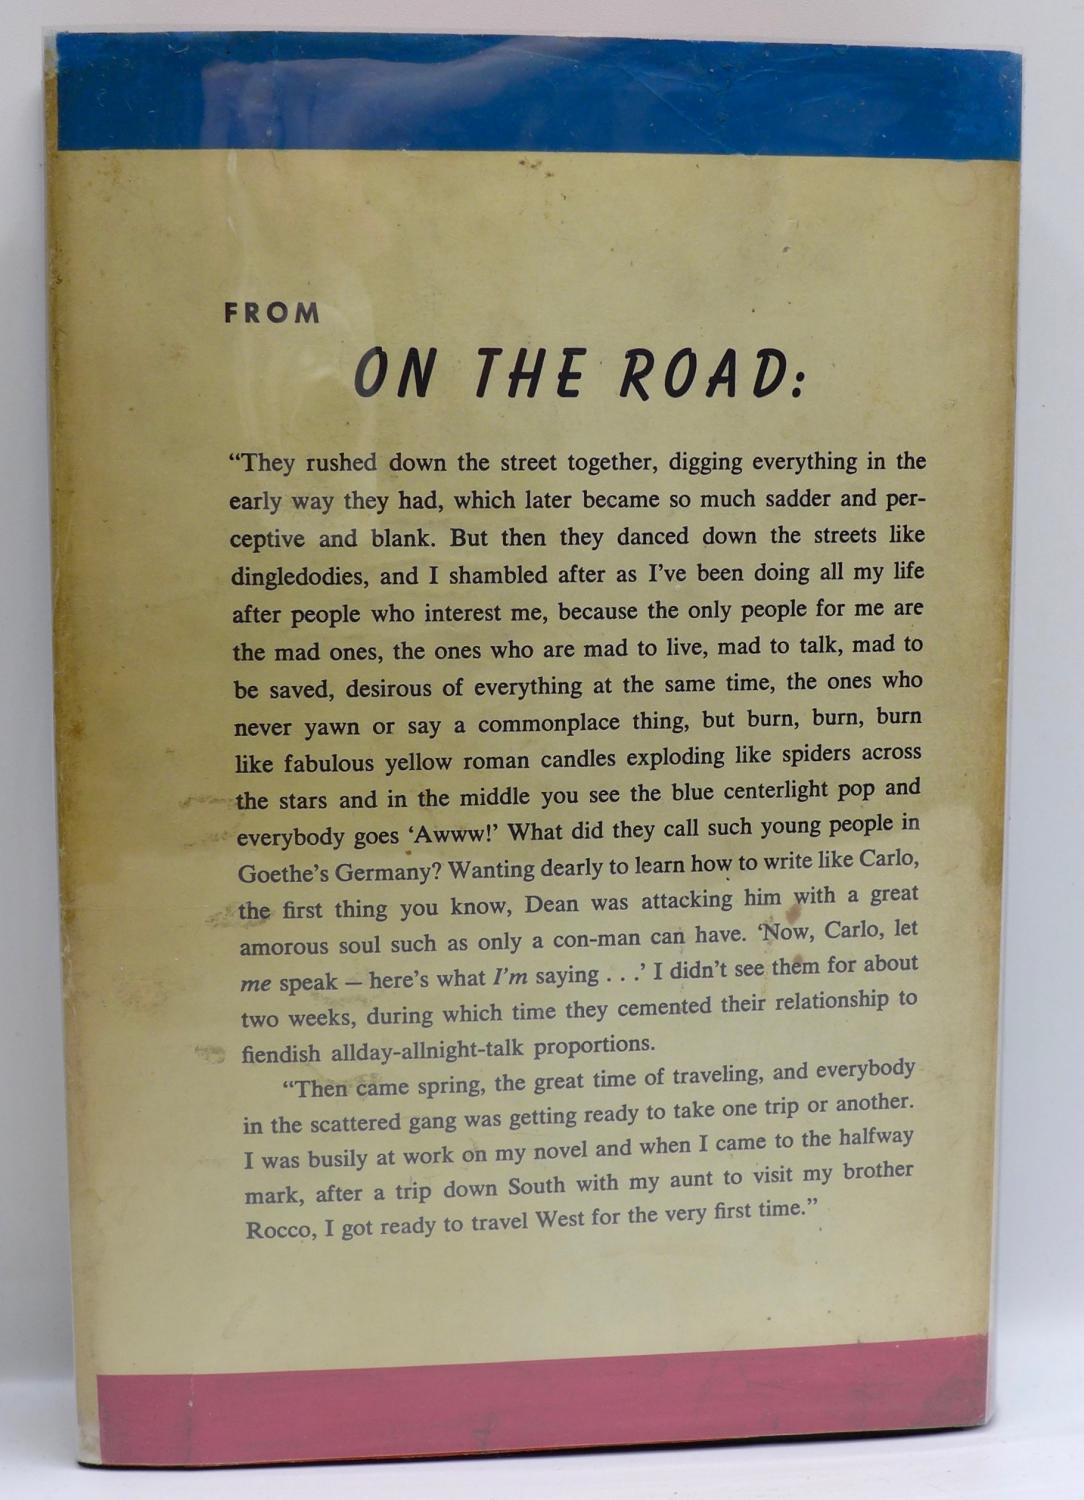 FROM
ON THE ROAD:
“They rushed down the street together, digging everything in the
early way they had, which later became so much sadder and per-
ceptive and blank. But then they danced down the streets like
dingledodies, and I shambled after as I’ve been doing all my life
after people who interest me, because the only people for me are
the mad ones, the ones who are mad to live, mad to talk, mad to
be saved, desirous of everything at the same time, the ones who
never yawn or say a commonplace thing, but burn, burn, burn
like fabulous yellow roman candles exploding like spiders across
the stars and in the middle you see the blue centerlight pop and
everybody goes ‘Awww!’ What did they call such young people in
Goethe’s Germany? Wanting dearly to learn how to write like Carlo,
the first thing you know, Dean was attacking him with a great
amorous soul such as only a con-man can have. ‘Now, Carlo, let
me speak — here’s what I’m saying . . .’ I didn’t see them for about
two weeks, during which time they cemented their relationship to
fiendish allday-allnight-talk proportions.
“Then came spring, the great time of traveling, and everybody
in the scattered gang was getting ready to take one trip or another.
I was busily at work on my novel and when I came to the halfway
mark, after a trip down South with my aunt to visit my brother
Rocco, I got ready to travel West for the very first time.”